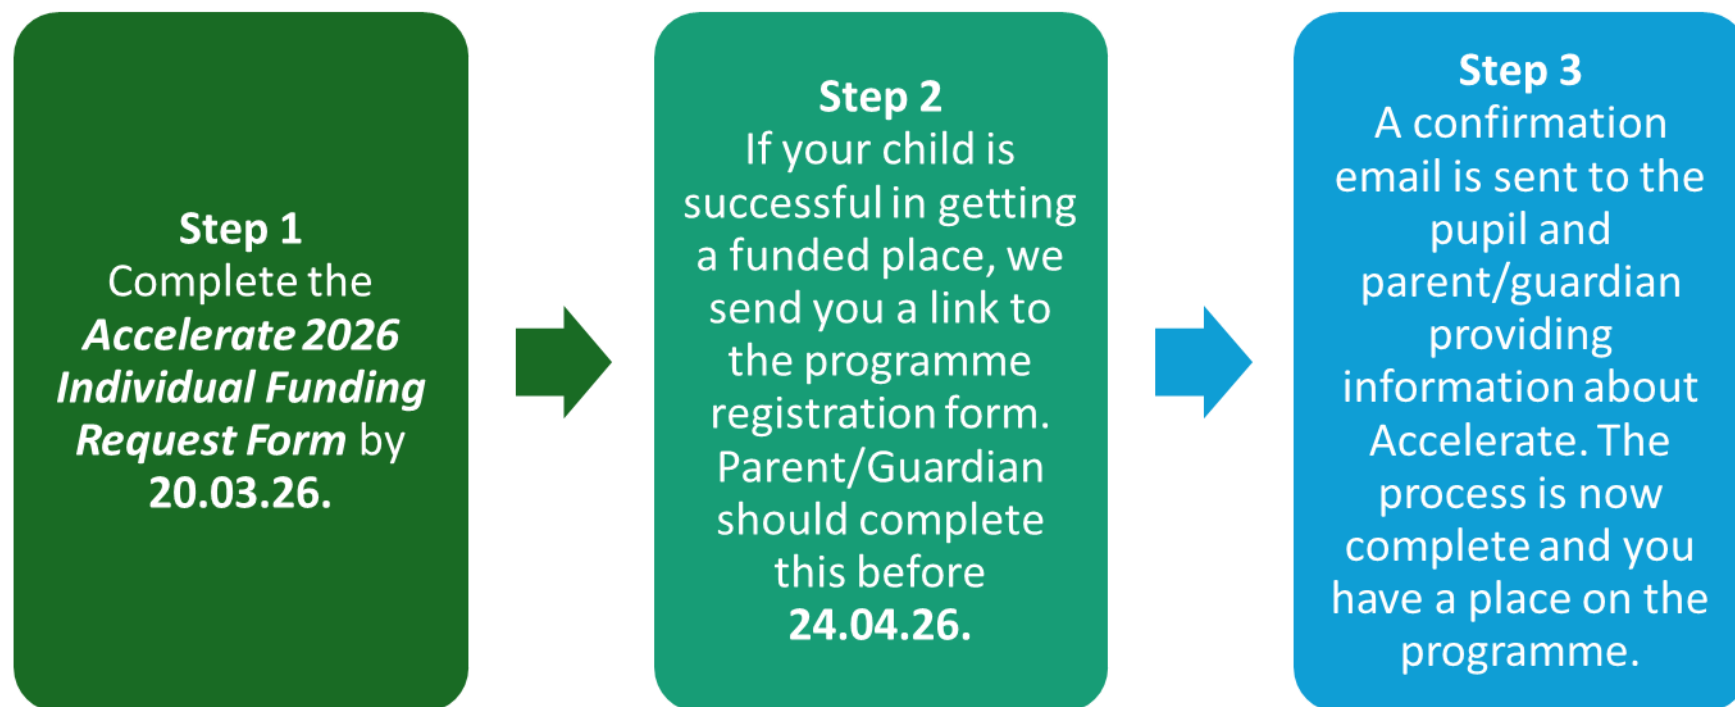 Step 1
Complete the
Accelerate 2026
Individual Funding
Request Form by
20.03.26.
Step 2
If your child is
successful in getting
a funded place, we
send you a link to
the programme
registration form.
Parent/Guardian
should complete
this before
24.04.26.
Step 3
A confirmation
email is sent to the
pupil and
parent/guardian
providing
information about
Accelerate. The
process is now
complete and you
have a place on the
programme.